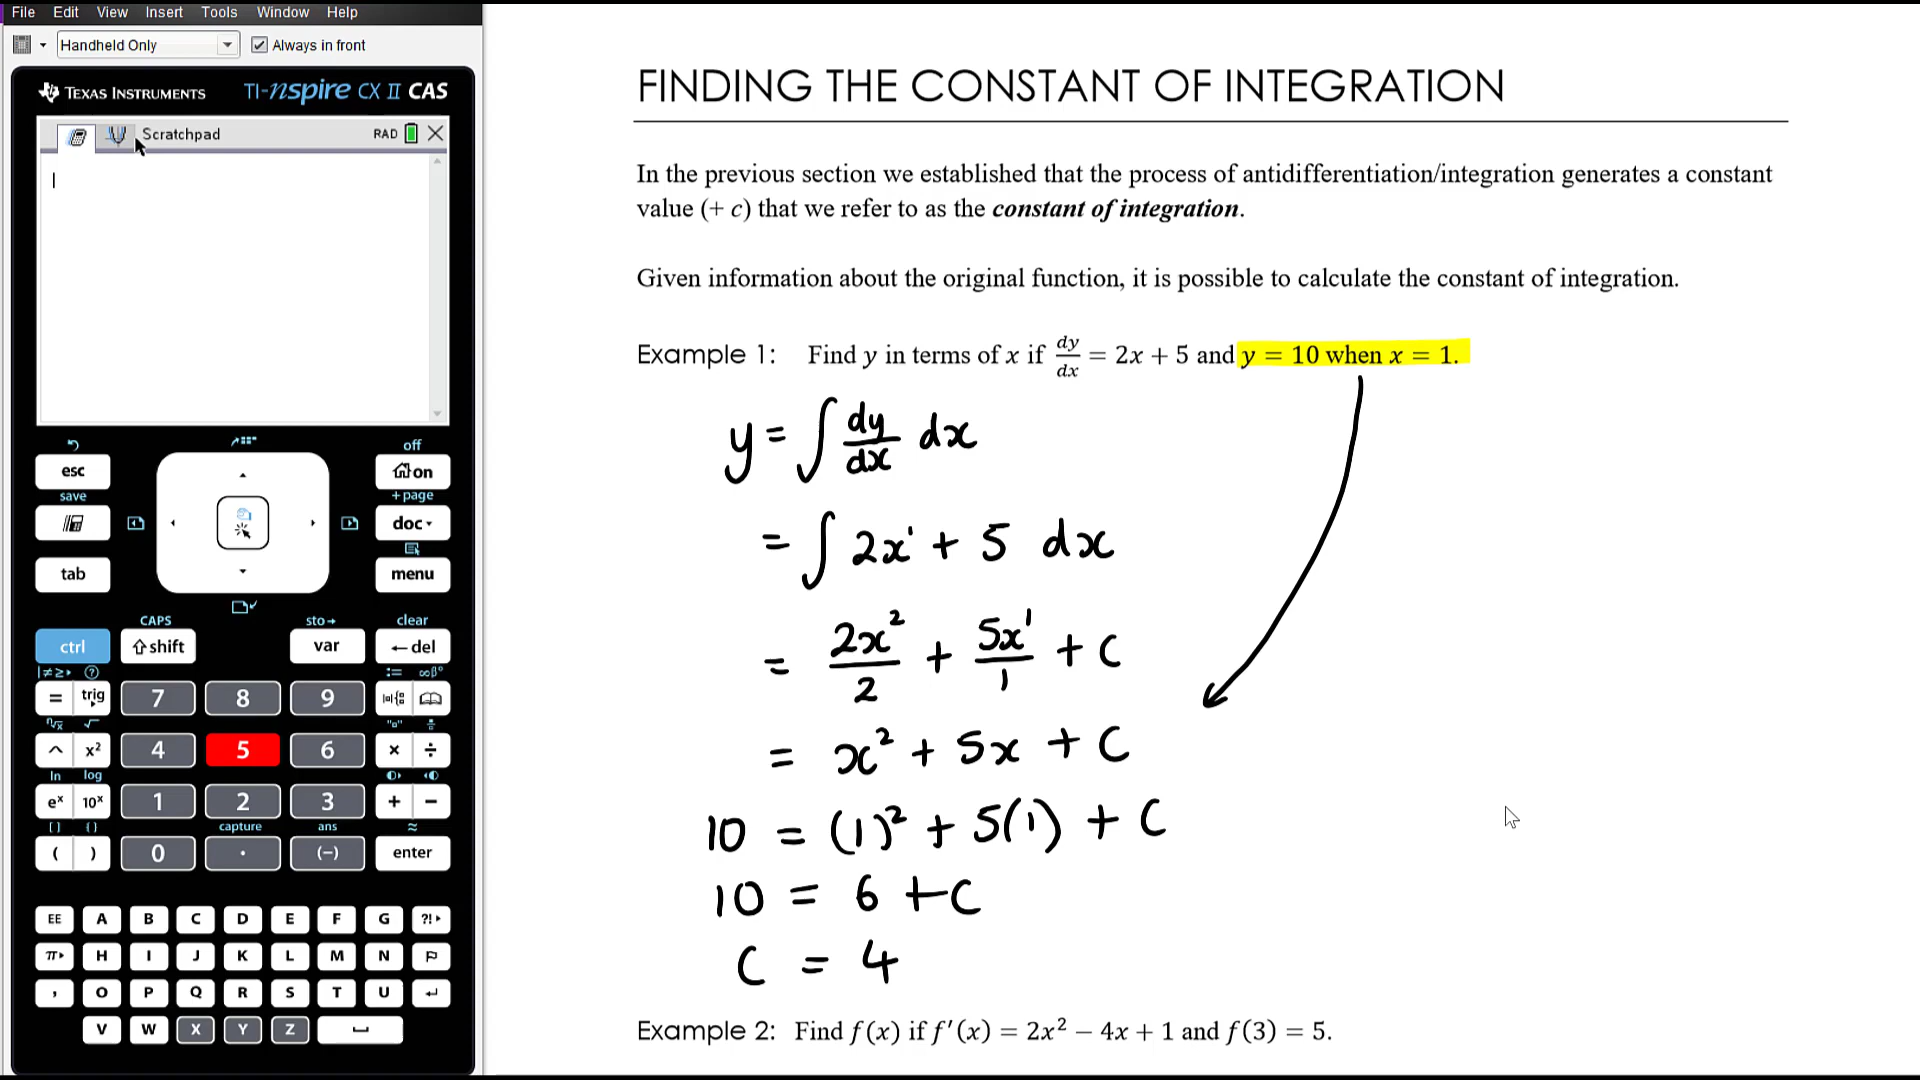 File Edit View Insert Tools Window Help
Handheld Only Always in front
TEXAS INSTRUMENTS TI-nspire CX II CAS
Scratchpad RAD
off
esc on
save +page
doc
tab menu
CAPS sto→ clear
ctrl ⇧shift var ←del
|≠≥▸ ? := ∞β°
= trig 7 8 9 |□|{
ⁿ√x √ "□" ÷
^ x² 4 5 6 × ÷
ln log
eˣ 10ˣ 1 2 3 + −
[ ] { } capture ans ≈
( ) 0 . (−) enter
EE A B C D E F G ?!▸
π▸ H I J K L M N
, O P Q R S T U ↵
V W X Y Z
FINDING THE CONSTANT OF INTEGRATION
In the previous section we established that the process of antidifferentiation/integration generates a constant
value (+ c) that we refer to as the constant of integration.
Given information about the original function, it is possible to calculate the constant of integration.
Example 1: Find y in terms of x if dy/dx = 2x + 5 and y = 10 when x = 1.
y = ∫ dy/dx dx
= ∫ 2x¹ + 5 dx
= 2x²/2 + 5x¹/1 + C
= x² + 5x + C
10 = (1)² + 5(1) + C
10 = 6 + C
C = 4
Example 2: Find f(x) if f′(x) = 2x² − 4x + 1 and f(3) = 5.